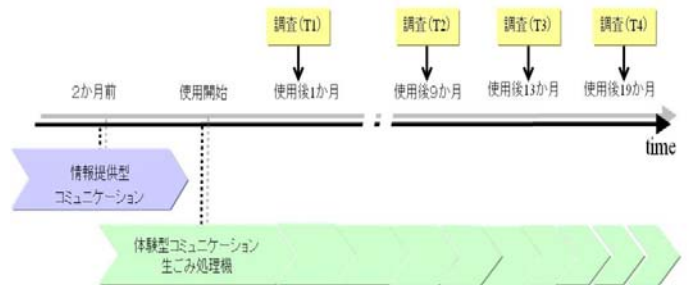 調査(T1)
調査(T2)
調査(T3)
調査(T4)
2か月前
使用開始
使用後1か月
使用後9か月
使用後13か月
使用後19か月
time
情報提供型
コミュニケーション
体験型コミュニケーション
生ごみ処理機